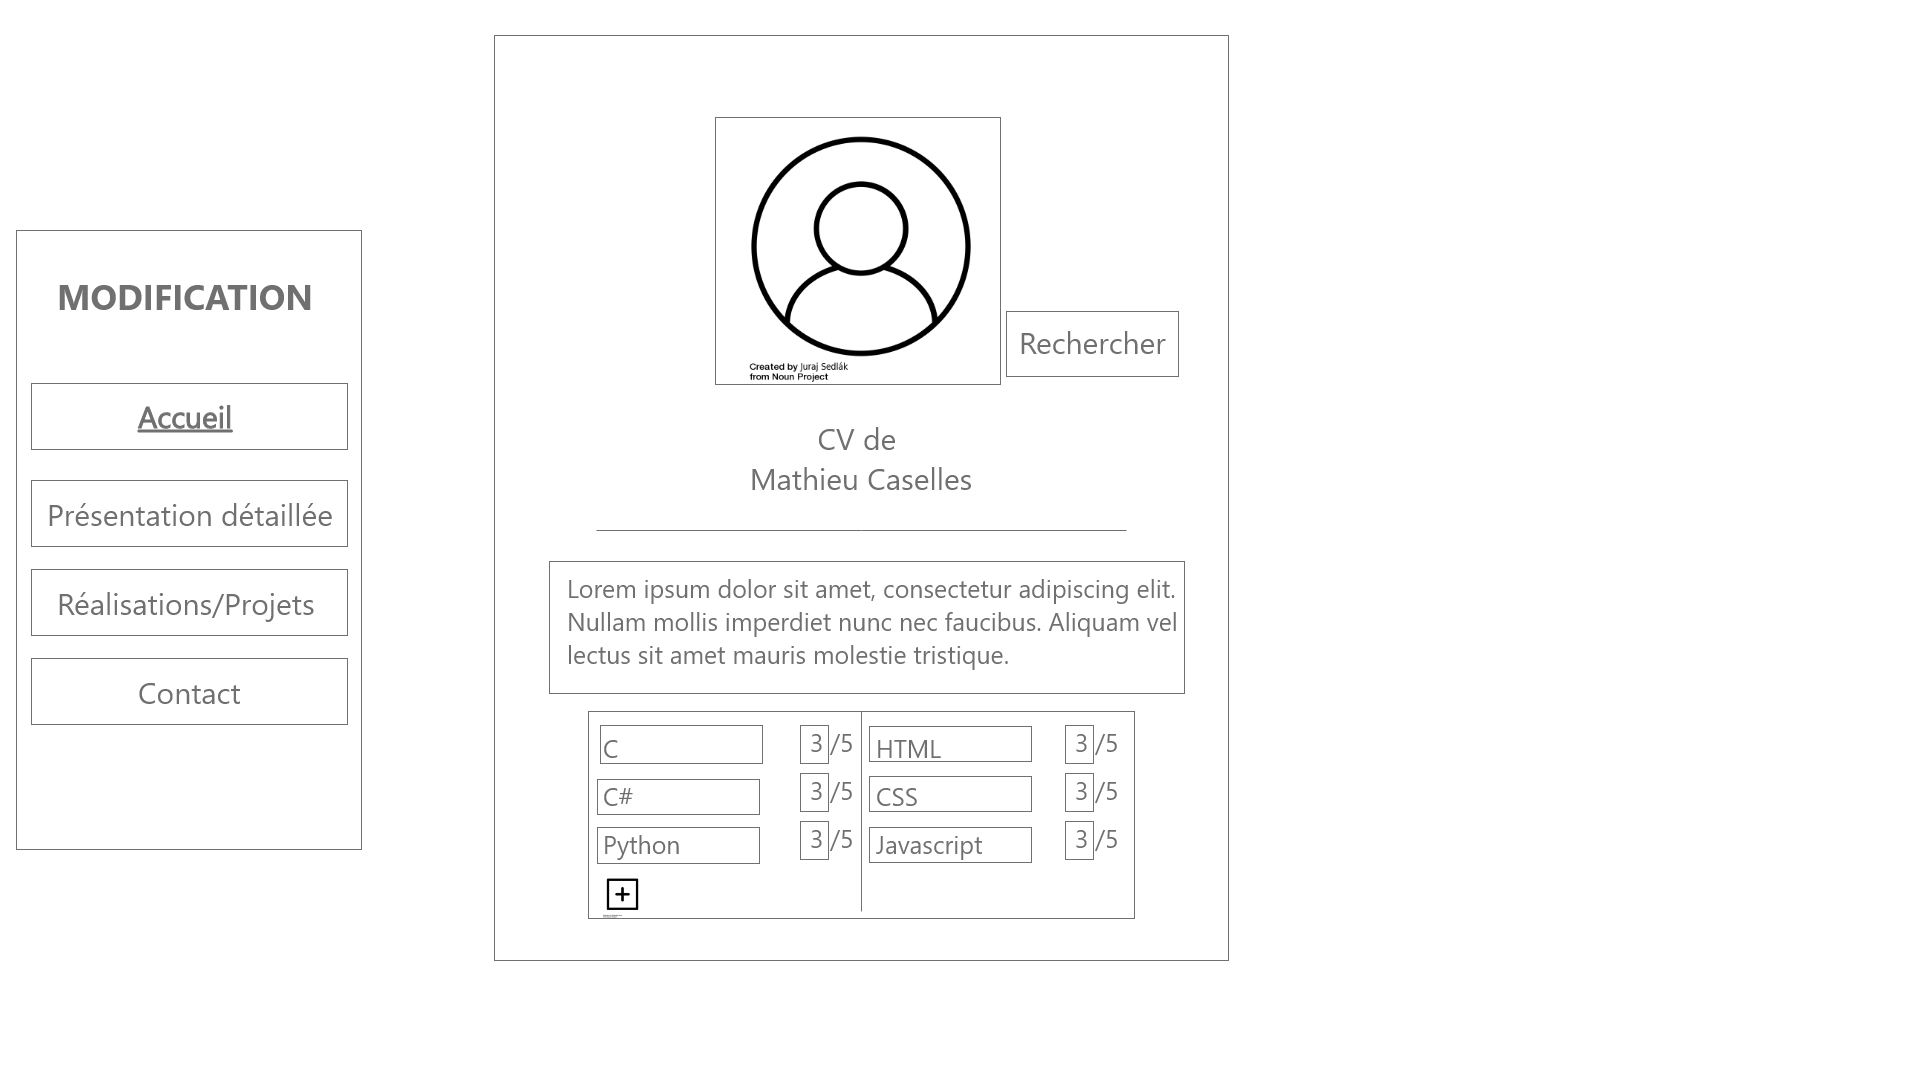 MODIFICATION
Accueil
Présentation détaillée
Réalisations/Projets
Contact
Created by Juraj Sedlák
from Noun Project
Rechercher
CV de
Mathieu Caselles
Lorem ipsum dolor sit amet, consectetur adipiscing elit.
Nullam mollis imperdiet nunc nec faucibus. Aliquam vel
lectus sit amet mauris molestie tristique.
C 3 /5 HTML 3 /5
C# 3 /5 CSS 3 /5
Python 3 /5 Javascript 3 /5